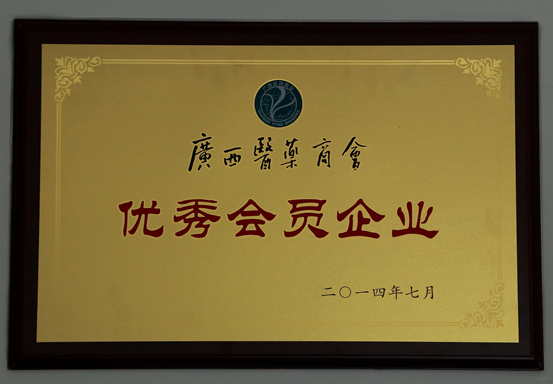 廣西醫藥商會
优秀会员企业
二〇一四年七月